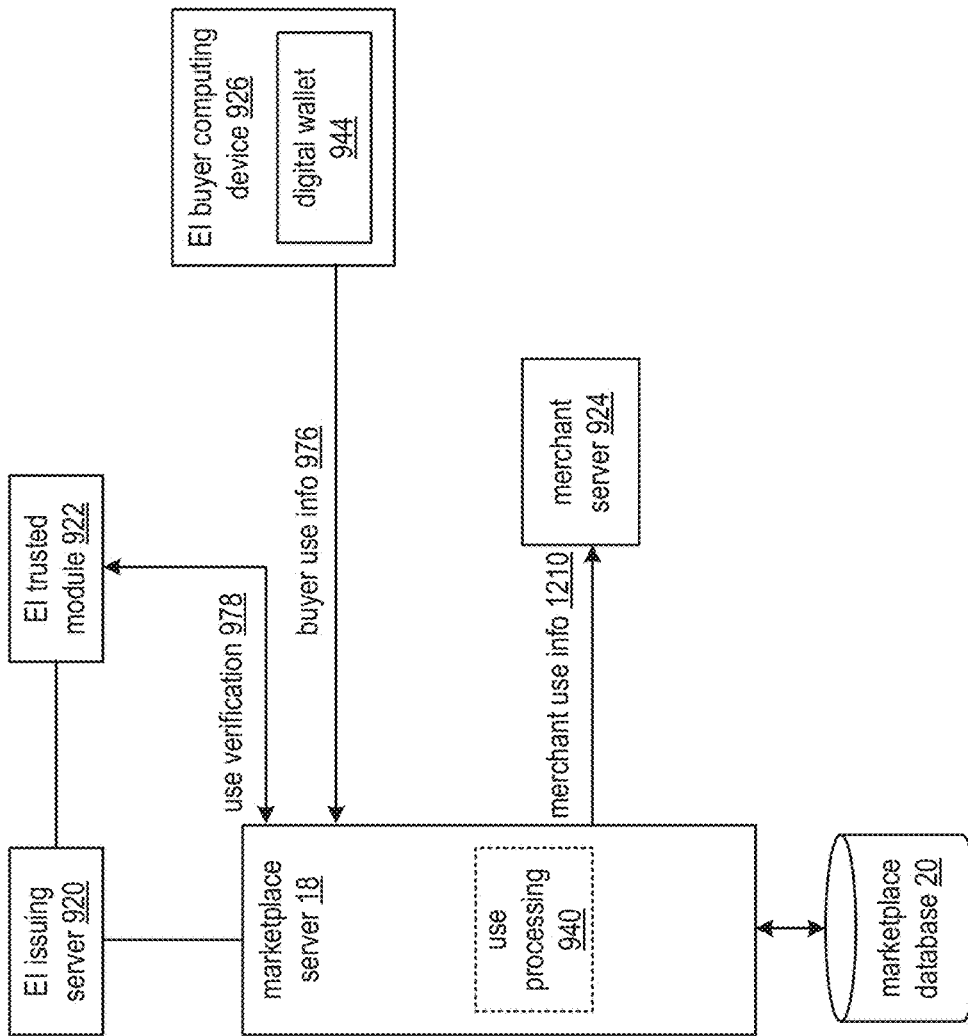 EI issuing
server 920
EI trusted
module 922
EI buyer computing
device 926
digital wallet
944
use verification 978
buyer use info 976
marketplace
server 18
use
processing
940
merchant use info 1210
merchant
server 924
marketplace
database 20